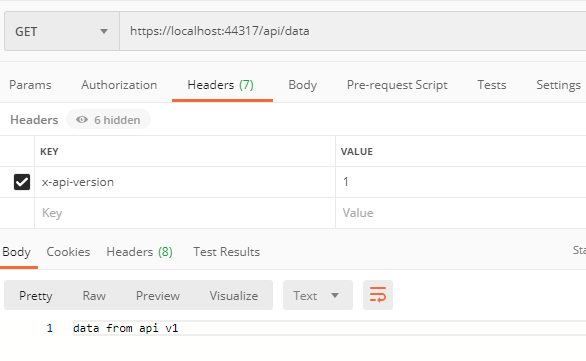 GET https://localhost:44317/api/data
Params Authorization Headers (7) Body Pre-request Script Tests Settings
Headers 6 hidden
KEY VALUE
x-api-version 1
Key Value
Body Cookies Headers (8) Test Results Sta
Pretty Raw Preview Visualize Text
1 data from api v1